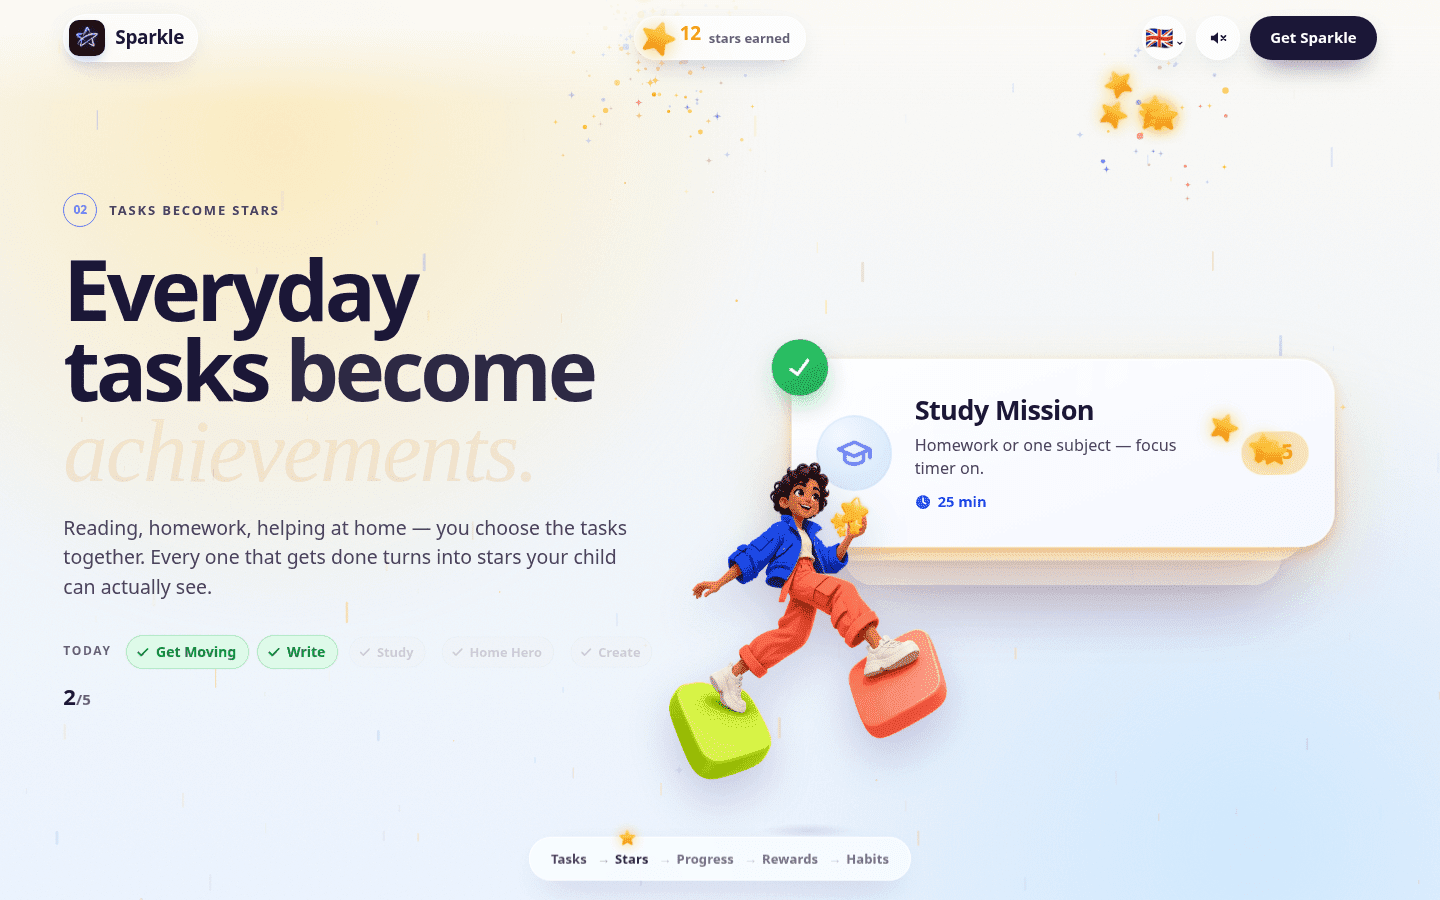 Sparkle
12 stars earned
Get Sparkle
02 TASKS BECOME STARS
Everyday
tasks become
achievements.
Reading, homework, helping at home — you choose the tasks
together. Every one that gets done turns into stars your child
can actually see.
TODAY Get Moving Write Study Home Hero Create
2/5
Study Mission
Homework or one subject — focus
timer on.
25 min
5
Tasks → Stars → Progress → Rewards → Habits